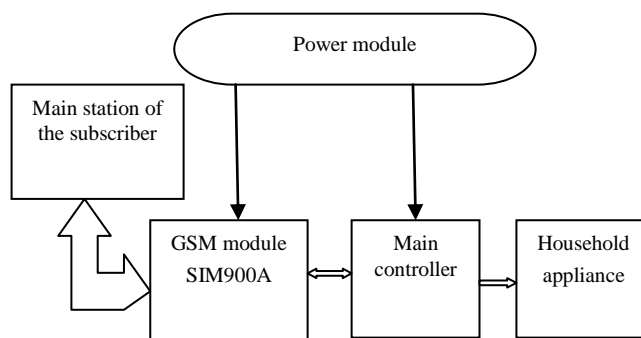 Power module
Main station of
the subscriber
GSM module
SIM900A
Main
controller
Household
appliance